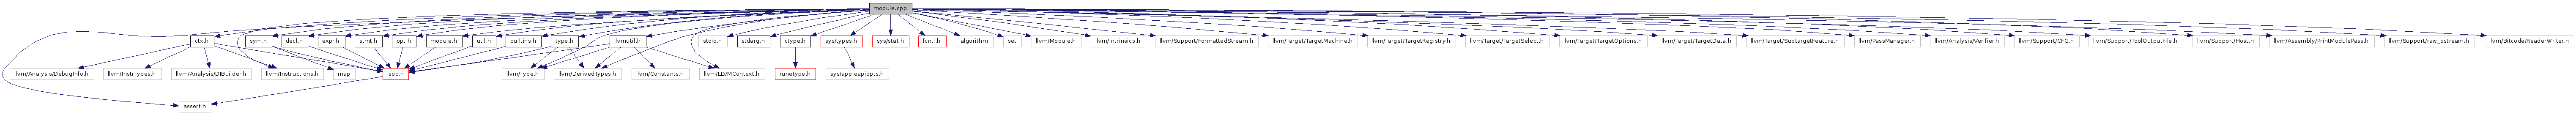 module.cpp
ctx.h
sym.h
decl.h
expr.h
stmt.h
opt.h
module.h
util.h
builtins.h
type.h
llvmutil.h
stdio.h
stdarg.h
ctype.h
sys/types.h
sys/stat.h
fcntl.h
algorithm
set
llvm/Module.h
llvm/Intrinsics.h
llvm/Support/FormattedStream.h
llvm/Target/TargetMachine.h
llvm/Target/TargetRegistry.h
llvm/Target/TargetSelect.h
llvm/Target/TargetOptions.h
llvm/Target/TargetData.h
llvm/Target/SubtargetFeature.h
llvm/PassManager.h
llvm/Analysis/Verifier.h
llvm/Support/CFG.h
llvm/Support/ToolOutputFile.h
llvm/Support/Host.h
llvm/Assembly/PrintModulePass.h
llvm/Support/raw_ostream.h
llvm/Bitcode/ReaderWriter.h
llvm/Analysis/DebugInfo.h
llvm/InstrTypes.h
llvm/Analysis/DIBuilder.h
llvm/Instructions.h
map
ispc.h
llvm/Type.h
llvm/DerivedTypes.h
llvm/Constants.h
llvm/LLVMContext.h
runetype.h
sys/appleapiopts.h
assert.h